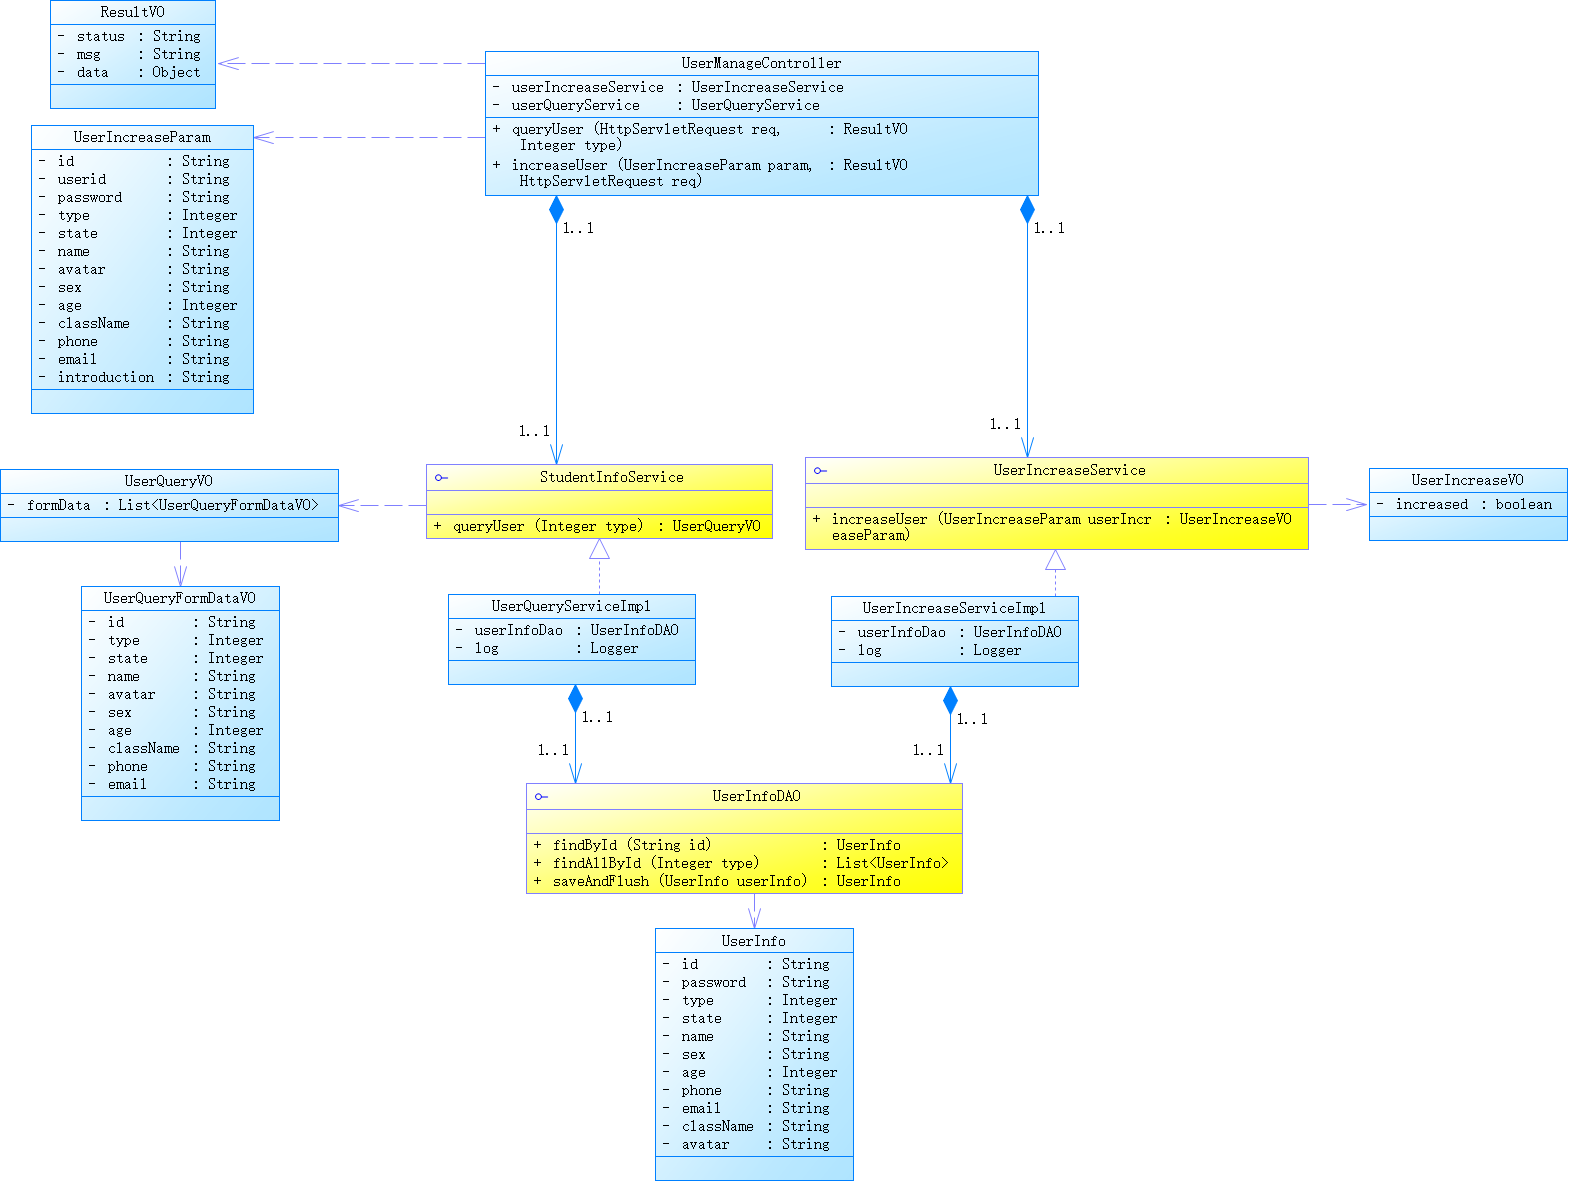 ResultVO
- status : String
- msg : String
- data : Object
UserManageController
- userIncreaseService : UserIncreaseService
- userQueryService : UserQueryService
+ queryUser (HttpServletRequest req, : ResultVO
Integer type)
+ increaseUser (UserIncreaseParam param, : ResultVO
HttpServletRequest req)
UserIncreaseParam
- id : String
- userid : String
- password : String
- type : Integer
- state : Integer
- name : String
- avatar : String
- sex : String
- age : Integer
- className : String
- phone : String
- email : String
- introduction : String
1..1
1..1
1..1
1..1
UserQueryVO
- formData : List<UserQueryFormDataVO>
StudentInfoService
+ queryUser (Integer type) : UserQueryVO
UserIncreaseService
+ increaseUser (UserIncreaseParam userIncr : UserIncreaseVO
easeParam)
UserIncreaseVO
- increased : boolean
UserQueryFormDataVO
- id : String
- type : Integer
- state : Integer
- name : String
- avatar : String
- sex : String
- age : Integer
- className : String
- phone : String
- email : String
UserQueryServiceImpl
- userInfoDao : UserInfoDAO
- log : Logger
UserIncreaseServiceImpl
- userInfoDao : UserInfoDAO
- log : Logger
1..1
1..1
1..1
1..1
UserInfoDAO
+ findById (String id) : UserInfo
+ findAllById (Integer type) : List<UserInfo>
+ saveAndFlush (UserInfo userInfo) : UserInfo
UserInfo
- id : String
- password : String
- type : Integer
- state : Integer
- name : String
- sex : String
- age : Integer
- phone : String
- email : String
- className : String
- avatar : String